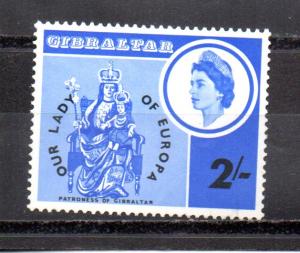 GIBRALTAR
OUR LADY OF EUROPA
2/-
PATRONESS OF GIBRALTAR